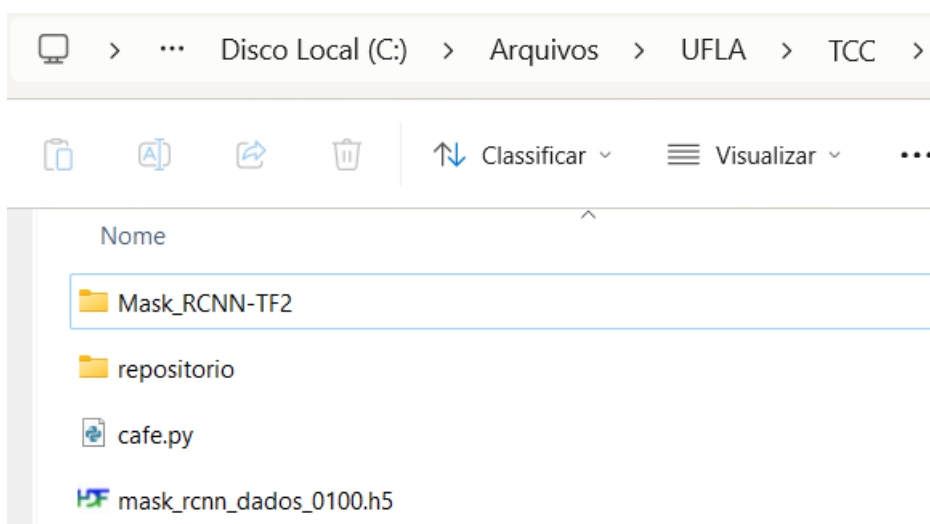 Disco Local (C:) > Arquivos > UFLA > TCC >
Classificar Visualizar
Nome
Mask_RCNN-TF2
repositorio
cafe.py
mask_rcnn_dados_0100.h5